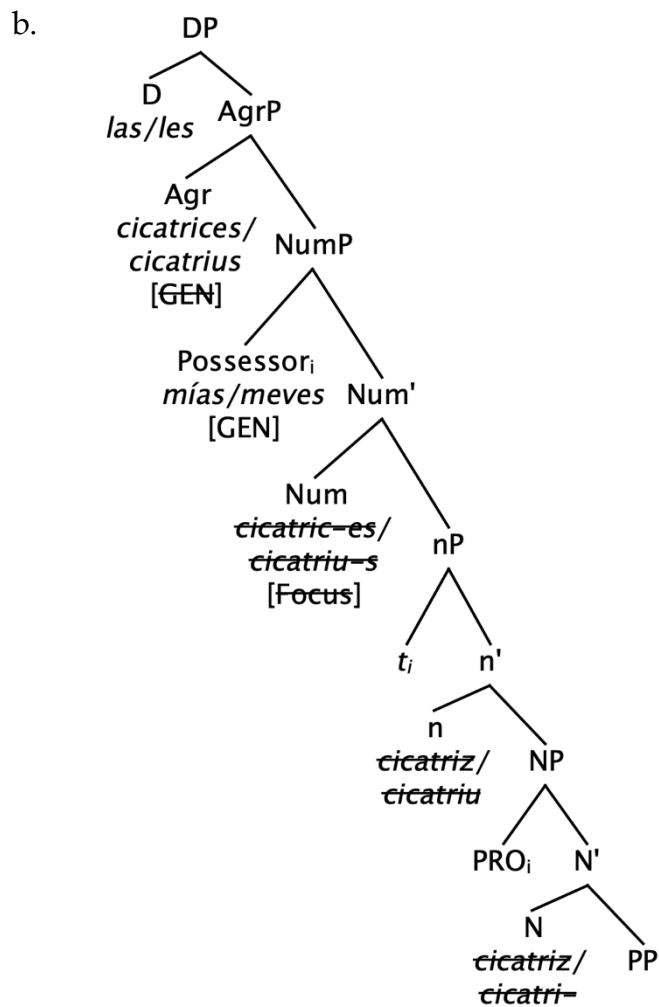 b.
DP
D
las/les
AgrP
Agr
cicatrices/
cicatrius
[GEN]
NumP
Possessorᵢ
mías/meves
[GEN]
Num'
Num
cicatric-es/
cicatriu-s
[Focus]
nP
tᵢ
n'
n
cicatriz/
cicatriu
NP
PROᵢ
N'
N
cicatriz/
cicatri-
PP